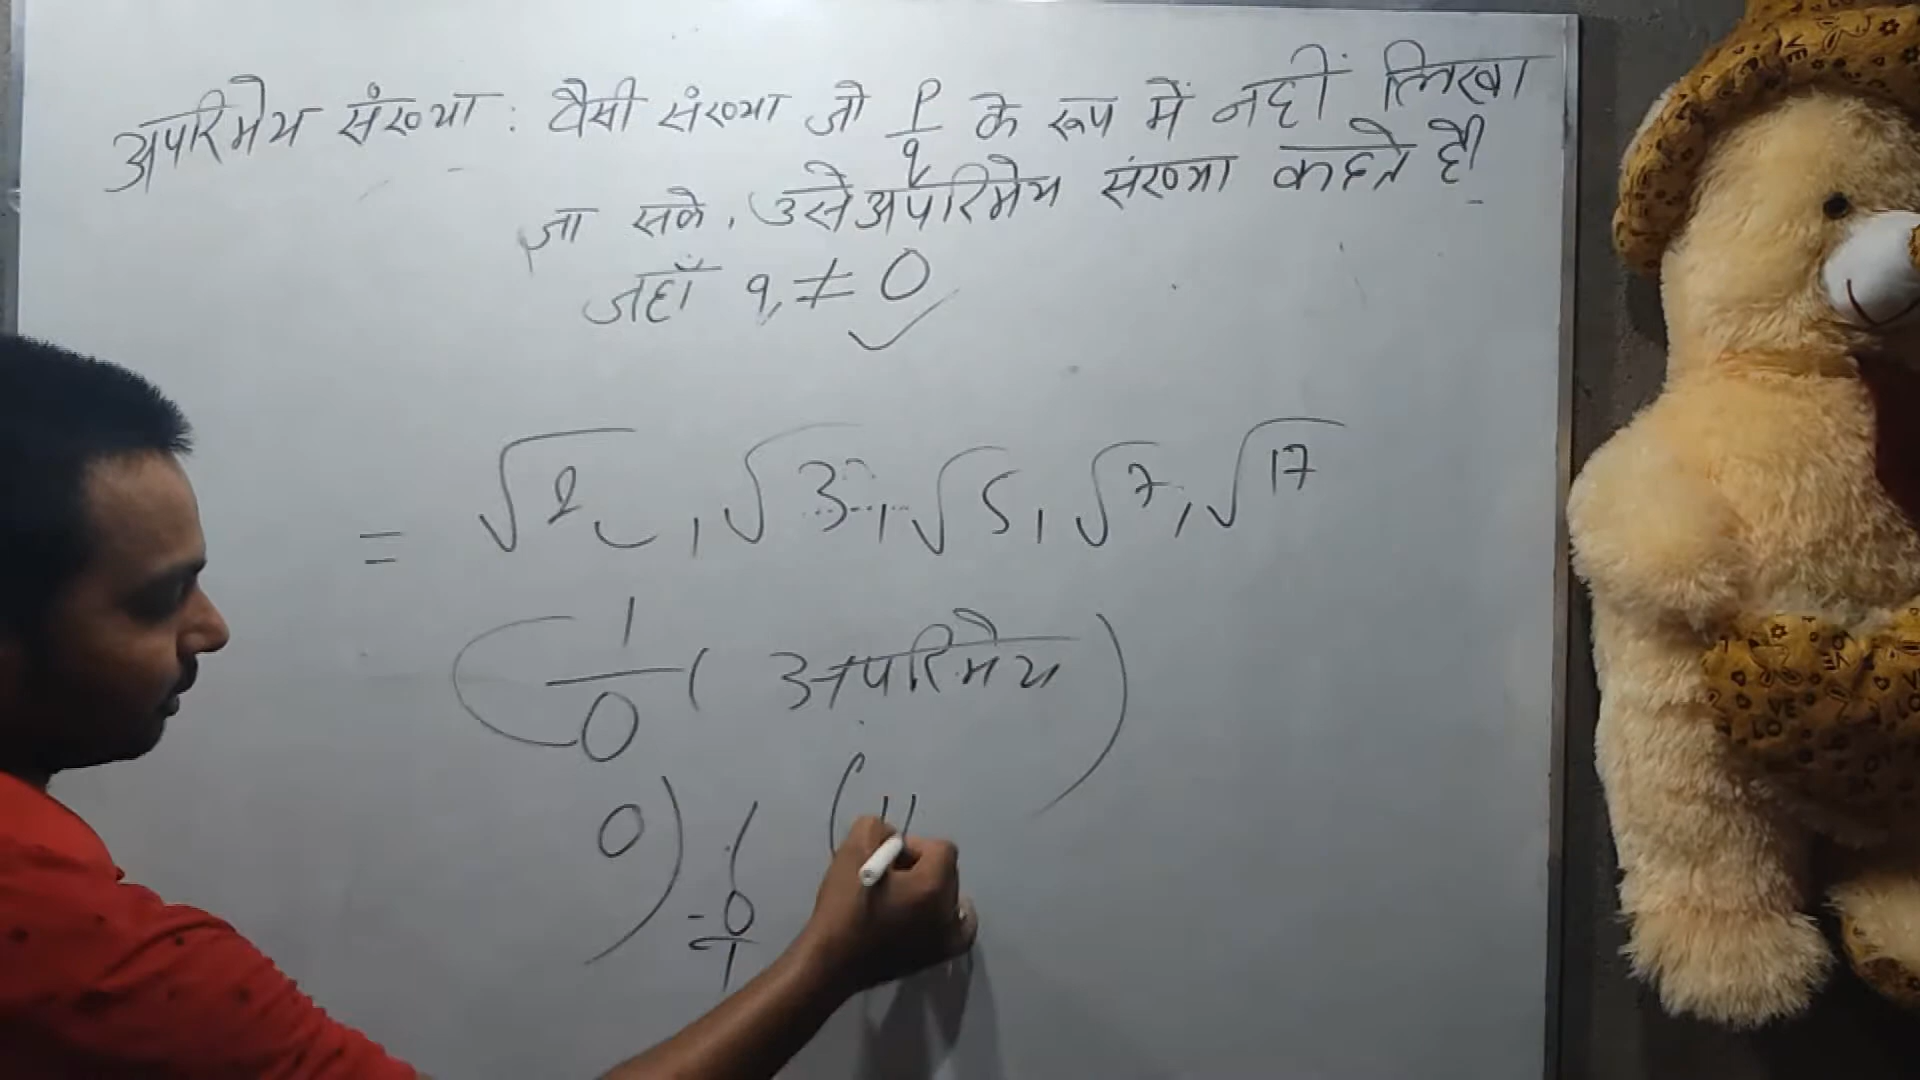 अपरिमेय संख्या : वैसी संख्या जो p/q के रूप में नहीं लिखा
जा सके, उसे अपरिमेय संख्या कहते हैं।
जहाँ q ≠ 0
= √2, √3, √5, √7, √17
1/0 ( अपरिमेय )
0 ) 1 (
-0
1